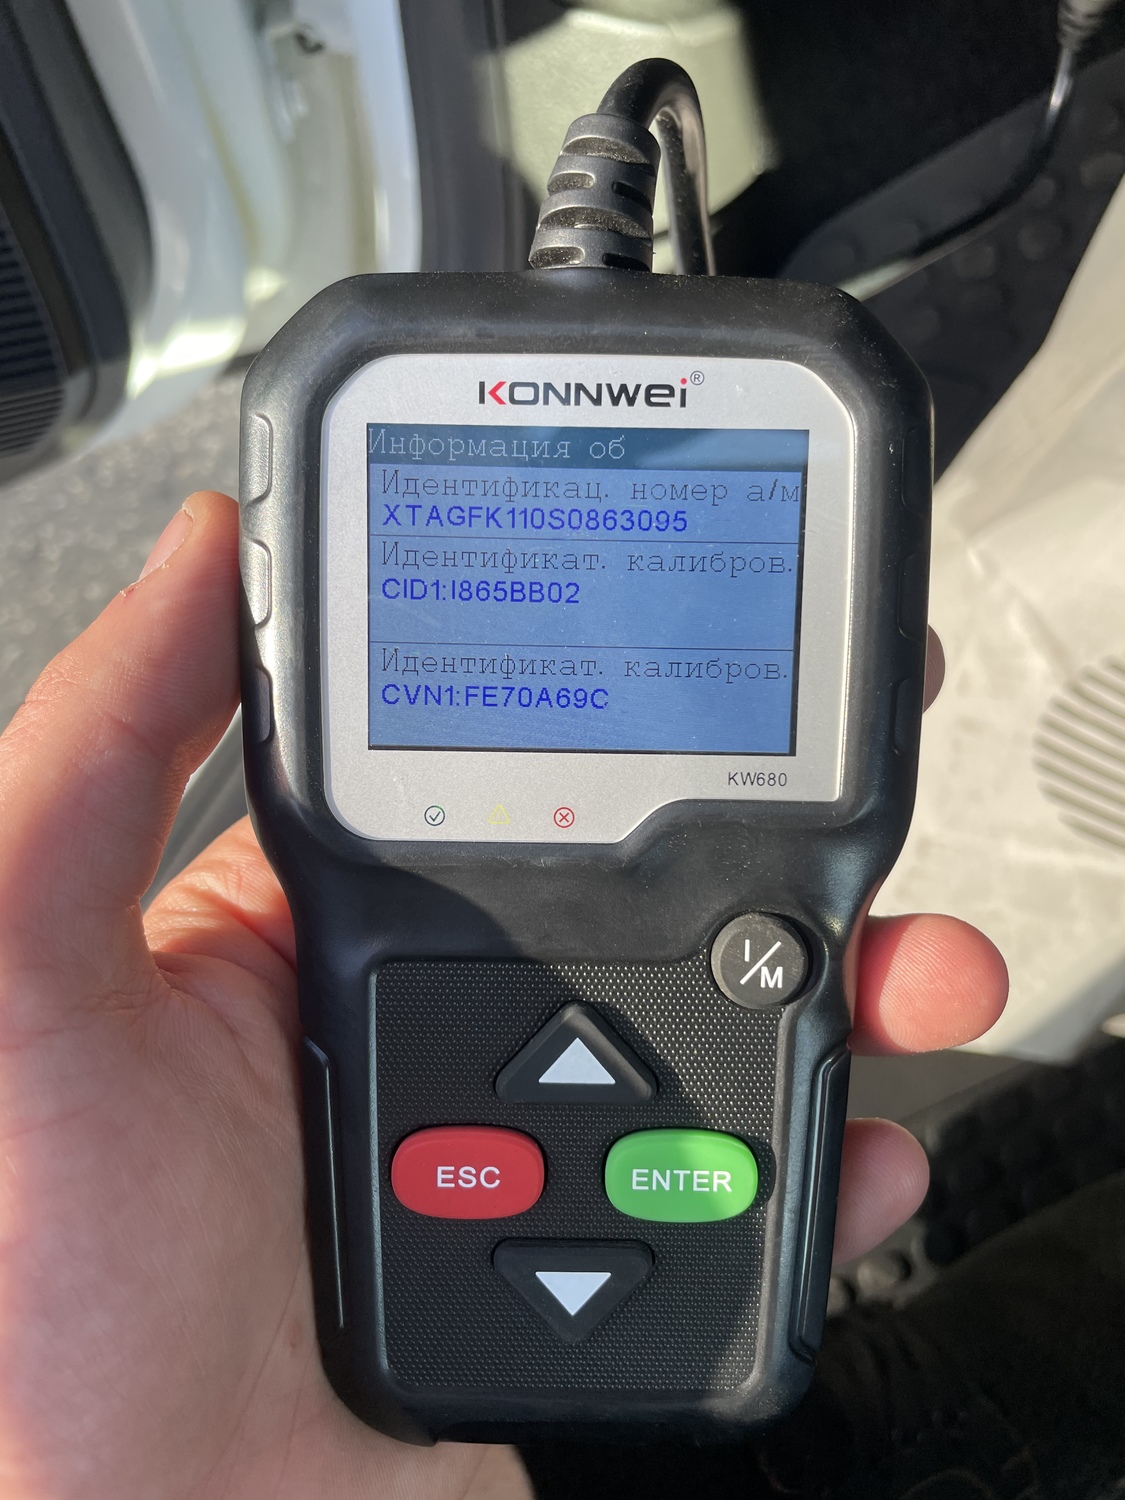 KONNWEI®
Информация об
Идентификац. номер а/м
XTAGFK110S0863095
Идентификат. калибров.
CID1:I865BB02
Идентификат. калибров.
CVN1:FE70A69C
KW680
I/M
ESC
ENTER